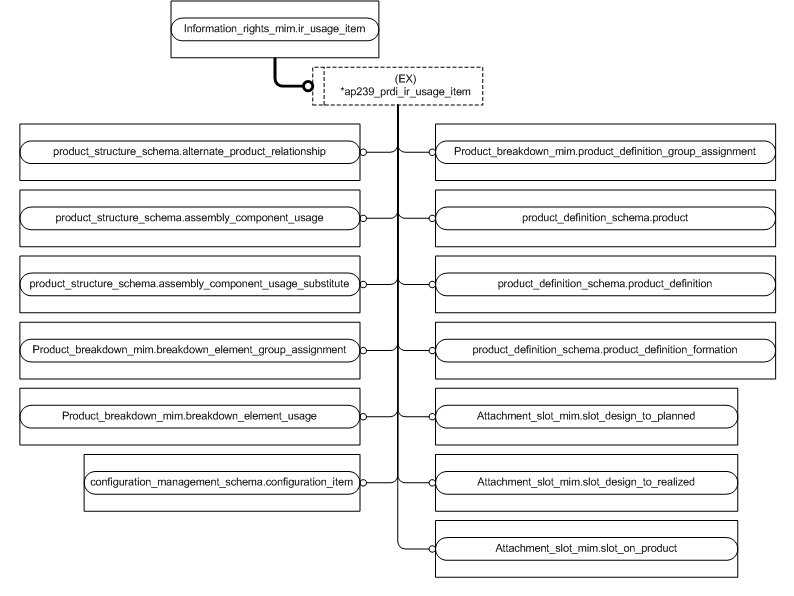 Information_rights_mim.ir_usage_item
(EX)
*ap239_prdi_ir_usage_item
product_structure_schema.alternate_product_relationship
Product_breakdown_mim.product_definition_group_assignment
product_structure_schema.assembly_component_usage
product_definition_schema.product
product_structure_schema.assembly_component_usage_substitute
product_definition_schema.product_definition
Product_breakdown_mim.breakdown_element_group_assignment
product_definition_schema.product_definition_formation
Product_breakdown_mim.breakdown_element_usage
Attachment_slot_mim.slot_design_to_planned
configuration_management_schema.configuration_item
Attachment_slot_mim.slot_design_to_realized
Attachment_slot_mim.slot_on_product